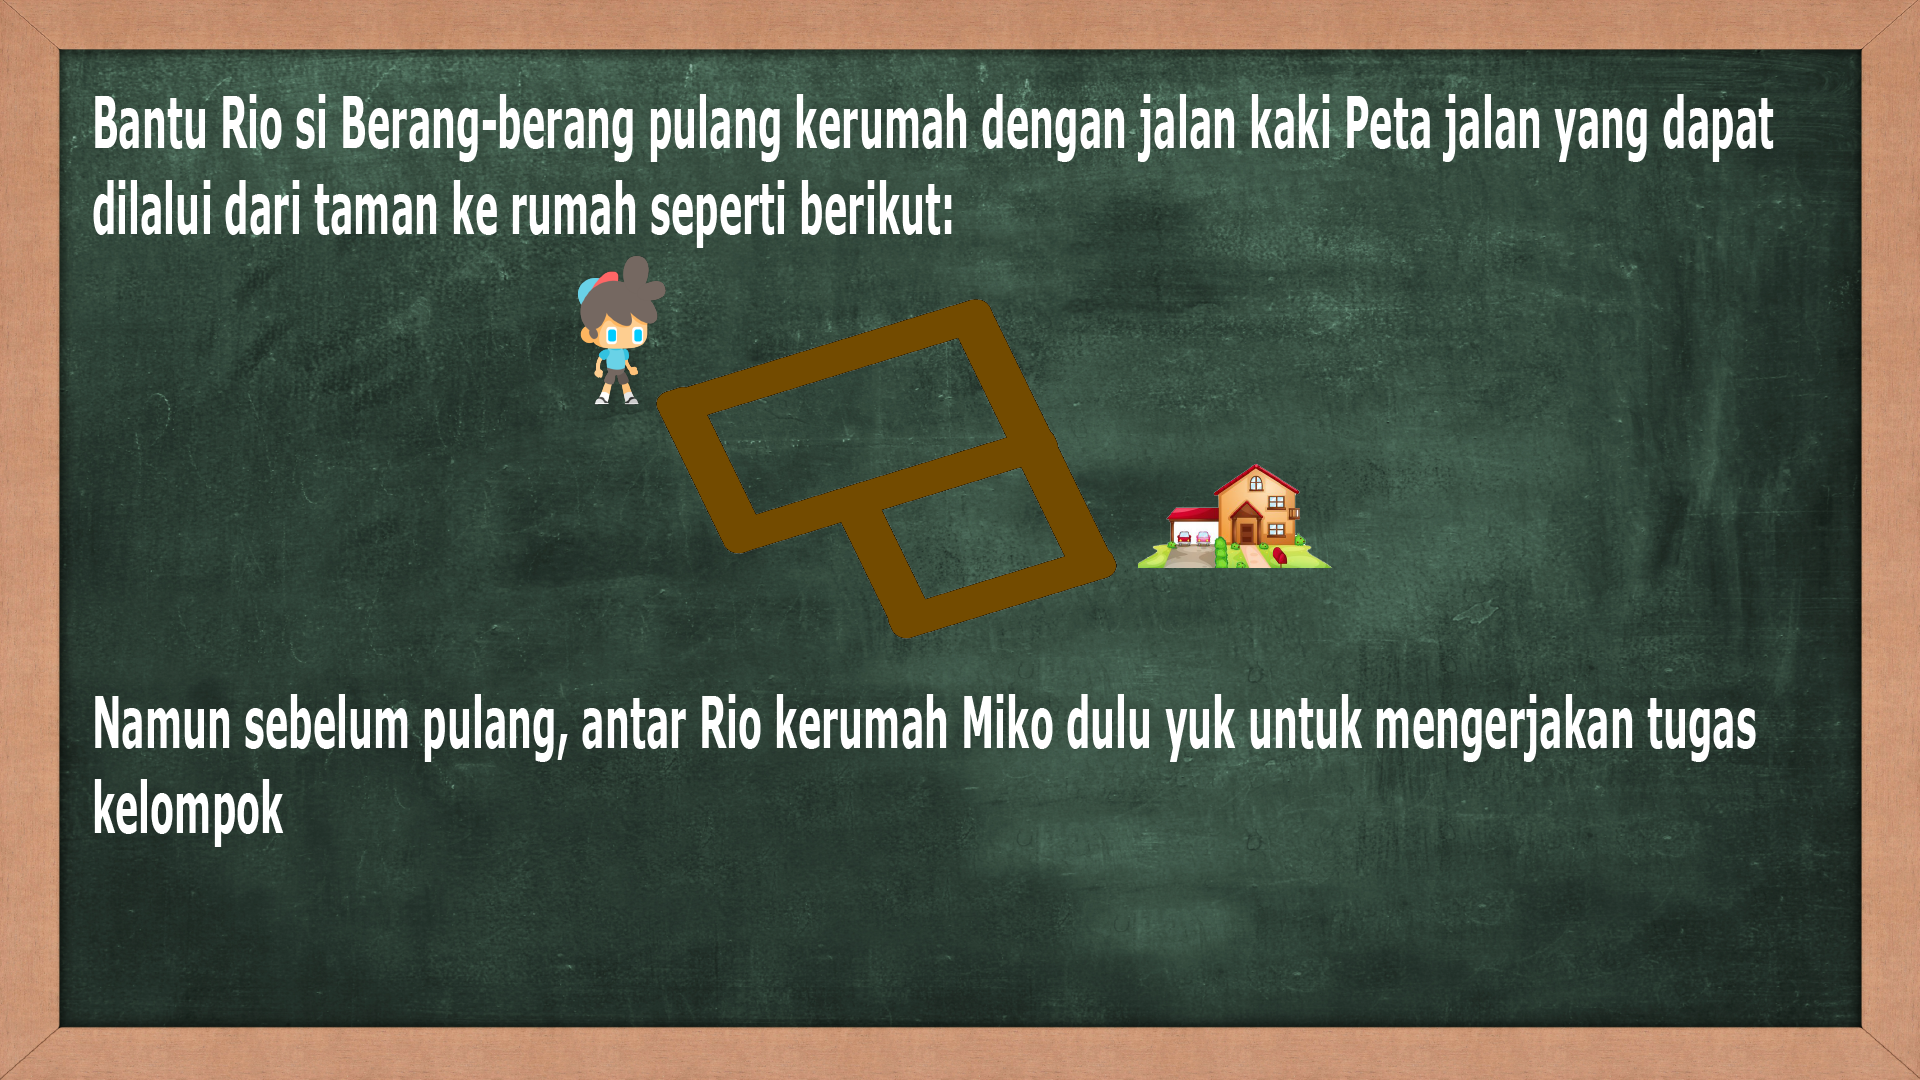 Bantu Rio si Berang-berang pulang kerumah dengan jalan kaki Peta jalan yang dapat
dilalui dari taman ke rumah seperti berikut:
Namun sebelum pulang, antar Rio kerumah Miko dulu yuk untuk mengerjakan tugas
kelompok